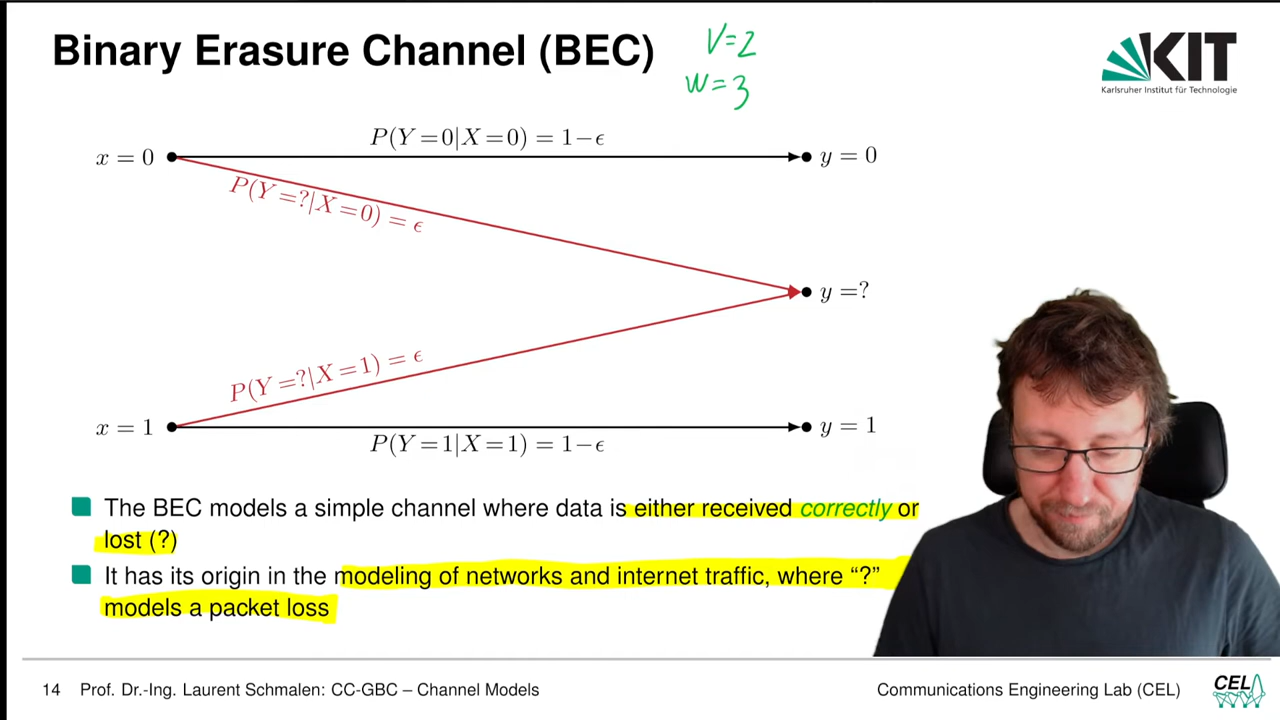 Binary Erasure Channel (BEC)
V=2
W=3
KIT
Karlsruher Institut für Technologie
P(Y=0|X=0) = 1−ϵ
x = 0
y = 0
P(Y=?|X=0) = ϵ
y =?
P(Y=?|X=1) = ϵ
x = 1
y = 1
P(Y=1|X=1) = 1−ϵ
The BEC models a simple channel where data is either received correctly or
lost (?)
It has its origin in the modeling of networks and internet traffic, where “?”
models a packet loss
14 Prof. Dr.-Ing. Laurent Schmalen: CC-GBC – Channel Models
Communications Engineering Lab (CEL)
CEL